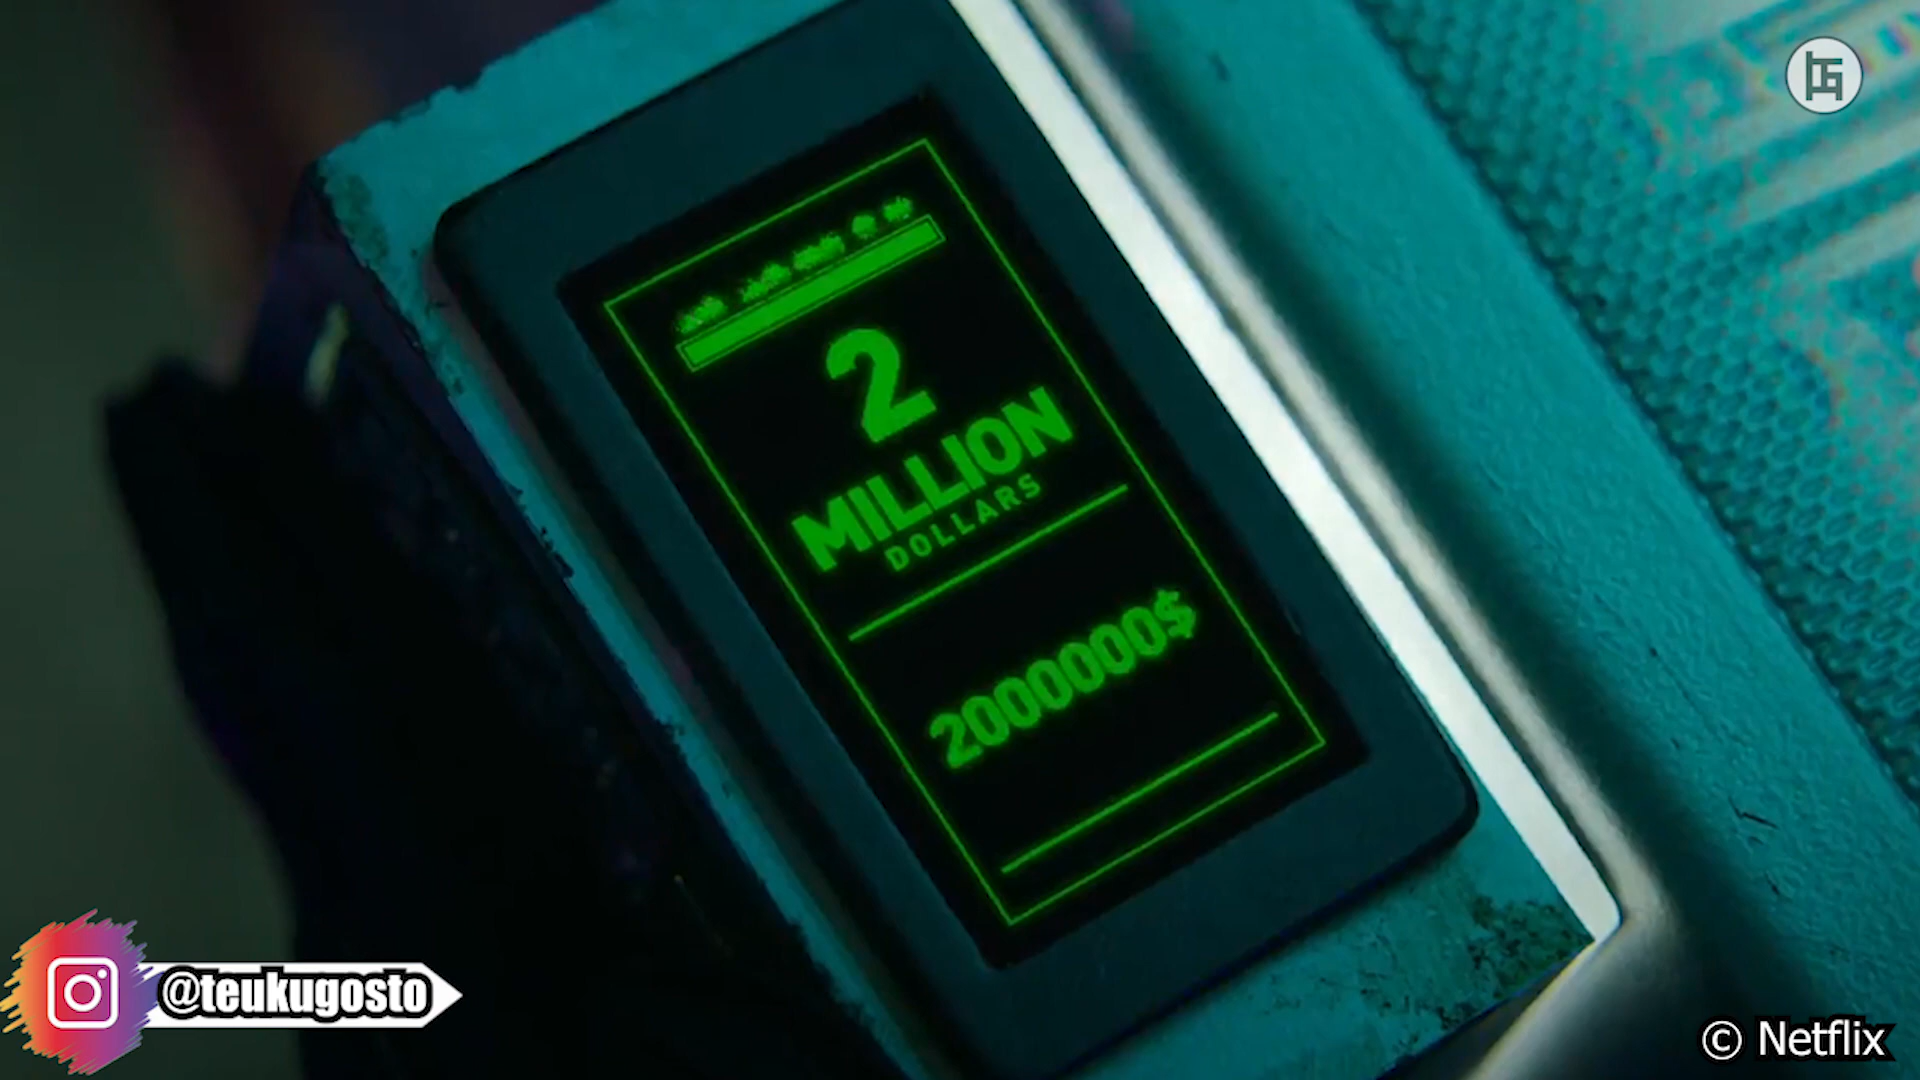 2
MILLION
DOLLARS
2000000$
@teukugosto
© Netflix